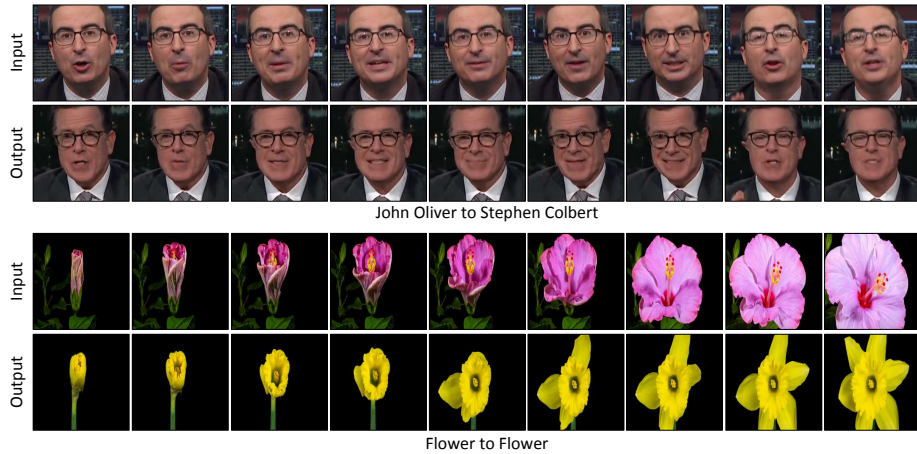 Input
Output
John Oliver to Stephen Colbert
Input
Output
Flower to Flower